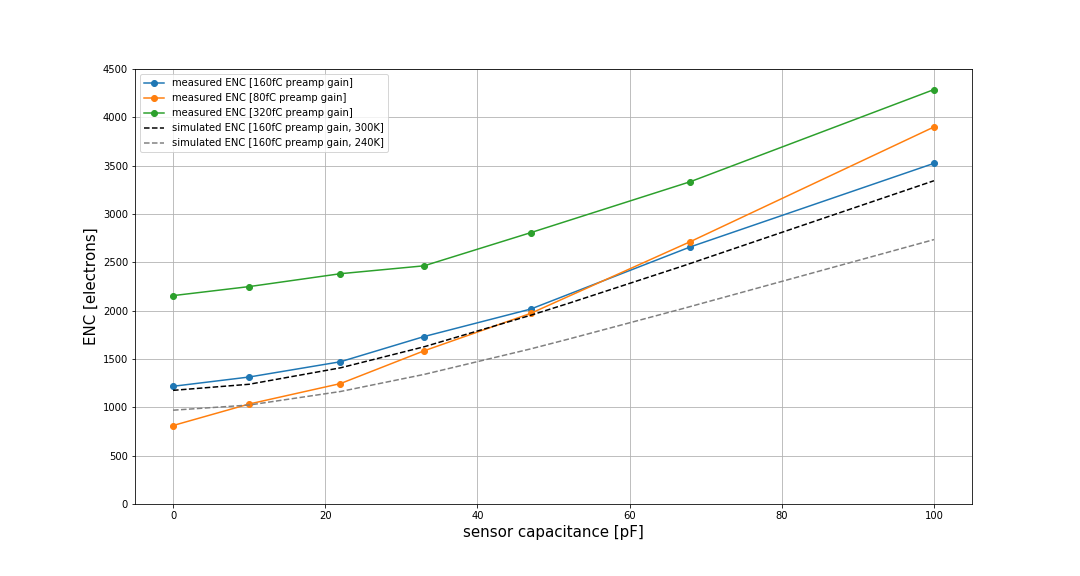 measured ENC [160fC preamp gain]
measured ENC [80fC preamp gain]
measured ENC [320fC preamp gain]
simulated ENC [160fC preamp gain, 300K]
simulated ENC [160fC preamp gain, 240K]
4500
4000
3500
3000
2500
2000
1500
1000
500
0
ENC [electrons]
0 20 40 60 80 100
sensor capacitance [pF]